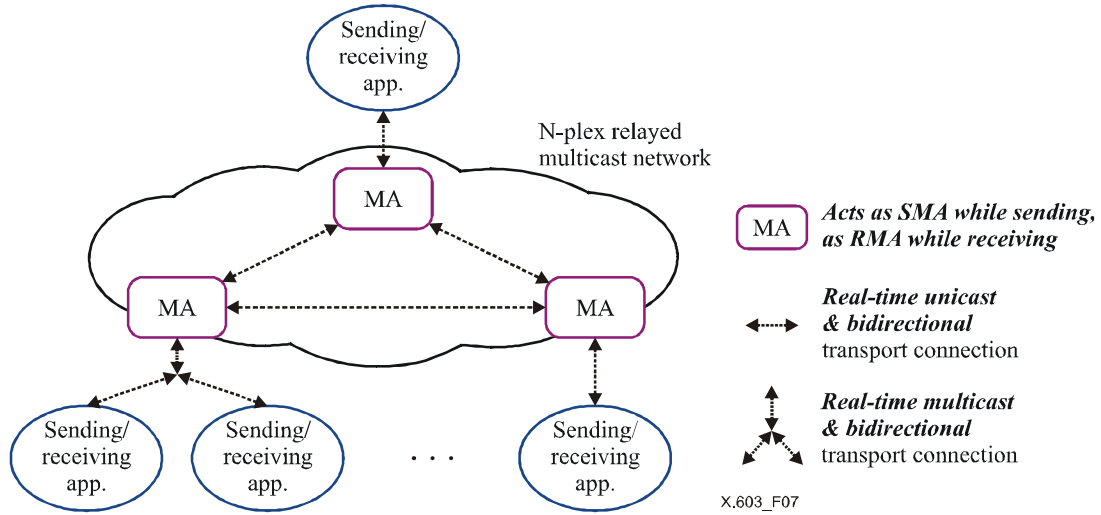 Sending/
receiving
app.
N-plex relayed
multicast network
MA
MA
MA
Sending/
receiving
app.
Sending/
receiving
app.
. . .
Sending/
receiving
app.
MA
Acts as SMA while sending,
as RMA while receiving
Real-time unicast
& bidirectional
transport connection
Real-time multicast
& bidirectional
transport connection
X.603_F07